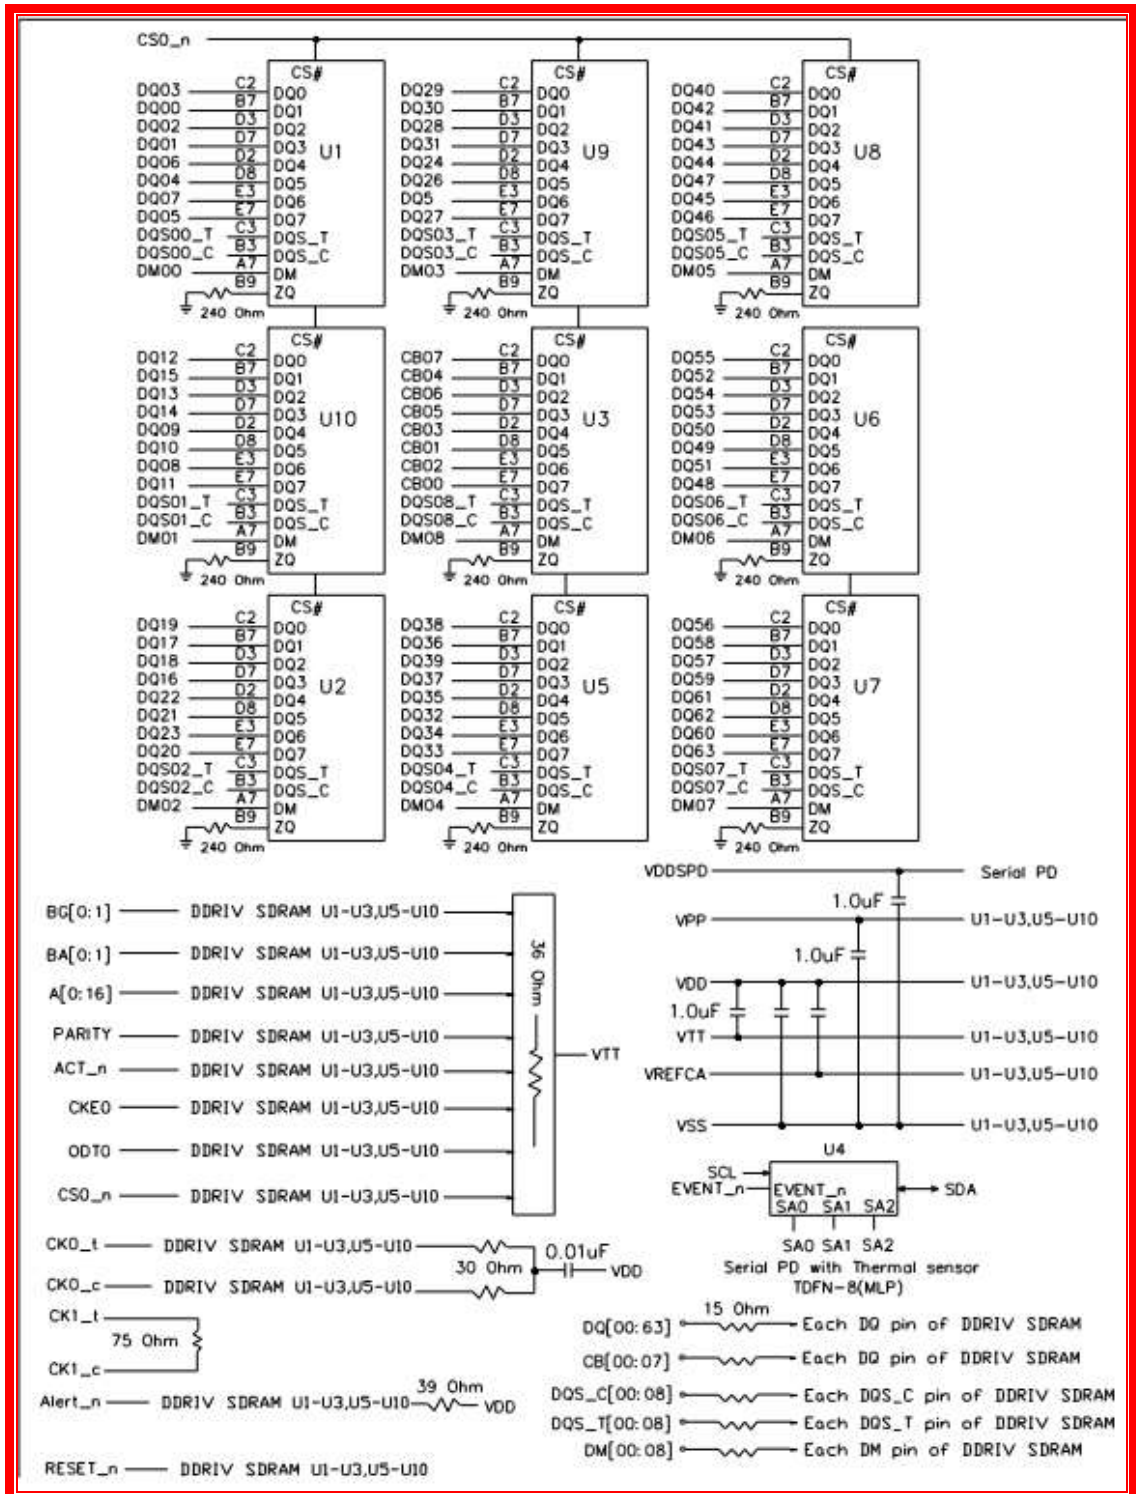 CS0_n
CS#
DQ03 C2 DQ0
DQ00 B7 DQ1
DQ02 D3 DQ2
DQ01 D7 DQ3
U1
DQ06 D2 DQ4
DQ04 D8 DQ5
DQ07 E3 DQ6
DQ05 E7 DQ7
DQS00_T C3 DQS_T
DQS00_C B3 DQS_C
DM00 A7 DM
B9 ZQ
240 Ohm
CS#
DQ29 C2 DQ0
DQ30 B7 DQ1
DQ28 D3 DQ2
DQ31 D7 DQ3
U9
DQ24 D2 DQ4
DQ26 D8 DQ5
DQ5 E3 DQ6
DQ27 E7 DQ7
DQS03_T C3 DQS_T
DQS03_C B3 DQS_C
DM03 A7 DM
B9 ZQ
240 Ohm
CS#
DQ40 C2 DQ0
DQ42 B7 DQ1
DQ41 D3 DQ2
DQ43 D7 DQ3
U8
DQ44 D2 DQ4
DQ47 D8 DQ5
DQ45 E3 DQ6
DQ46 E7 DQ7
DQS05_T C3 DQS_T
DQS05_C B3 DQS_C
DM05 A7 DM
B9 ZQ
240 Ohm
CS#
DQ12 C2 DQ0
DQ15 B7 DQ1
DQ13 D3 DQ2
DQ14 D7 DQ3
U10
DQ09 D2 DQ4
DQ10 D8 DQ5
DQ08 E3 DQ6
DQ11 E7 DQ7
DQS01_T C3 DQS_T
DQS01_C B3 DQS_C
DM01 A7 DM
B9 ZQ
240 Ohm
CS#
CB07 C2 DQ0
CB04 B7 DQ1
CB06 D3 DQ2
CB05 D7 DQ3
U3
CB03 D2 DQ4
CB01 D8 DQ5
CB02 E3 DQ6
CB00 E7 DQ7
DQS08_T C3 DQS_T
DQS08_C B3 DQS_C
DM08 A7 DM
B9 ZQ
240 Ohm
CS#
DQ55 C2 DQ0
DQ52 B7 DQ1
DQ54 D3 DQ2
DQ53 D7 DQ3
U6
DQ50 D2 DQ4
DQ49 D8 DQ5
DQ51 E3 DQ6
DQ48 E7 DQ7
DQS06_T C3 DQS_T
DQS06_C B3 DQS_C
DM06 A7 DM
B9 ZQ
240 Ohm
CS#
DQ19 C2 DQ0
DQ17 B7 DQ1
DQ18 D3 DQ2
DQ16 D7 DQ3
U2
DQ22 D2 DQ4
DQ21 D8 DQ5
DQ23 E3 DQ6
DQ20 E7 DQ7
DQS02_T C3 DQS_T
DQS02_C B3 DQS_C
DM02 A7 DM
B9 ZQ
240 Ohm
CS#
DQ38 C2 DQ0
DQ36 B7 DQ1
DQ39 D3 DQ2
DQ37 D7 DQ3
U5
DQ35 D2 DQ4
DQ32 D8 DQ5
DQ34 E3 DQ6
DQ33 E7 DQ7
DQS04_T C3 DQS_T
DQS04_C B3 DQS_C
DM04 A7 DM
B9 ZQ
240 Ohm
CS#
DQ56 C2 DQ0
DQ58 B7 DQ1
DQ57 D3 DQ2
DQ59 D7 DQ3
U7
DQ61 D2 DQ4
DQ62 D8 DQ5
DQ60 E3 DQ6
DQ63 E7 DQ7
DQS07_T C3 DQS_T
DQS07_C B3 DQS_C
DM07 A7 DM
B9 ZQ
240 Ohm
BG[0:1] DDRIV SDRAM U1-U3,U5-U10
BA[0:1] DDRIV SDRAM U1-U3,U5-U10
A[0:16] DDRIV SDRAM U1-U3,U5-U10
PARITY DDRIV SDRAM U1-U3,U5-U10
ACT_n DDRIV SDRAM U1-U3,U5-U10
CKE0 DDRIV SDRAM U1-U3,U5-U10
ODT0 DDRIV SDRAM U1-U3,U5-U10
CS0_n DDRIV SDRAM U1-U3,U5-U10
36 Ohm
VTT
VDDSPD Serial PD
1.0uF
VPP U1-U3,U5-U10
1.0uF
VDD U1-U3,U5-U10
1.0uF
VTT U1-U3,U5-U10
VREFCA U1-U3,U5-U10
VSS U1-U3,U5-U10
U4
SCL
EVENT_n EVENT_n SDA
SA0 SA1 SA2
SA0 SA1 SA2
Serial PD with Thermal sensor
TDFN-8(MLP)
CK0_t DDRIV SDRAM U1-U3,U5-U10
30 Ohm 0.01uF VDD
CK0_c DDRIV SDRAM U1-U3,U5-U10
CK1_t
75 Ohm
CK1_c
Alert_n DDRIV SDRAM U1-U3,U5-U10 39 Ohm VDD
RESET_n DDRIV SDRAM U1-U3,U5-U10
15 Ohm
DQ[00:63] Each DQ pin of DDRIV SDRAM
CB[00:07] Each DQ pin of DDRIV SDRAM
DQS_C[00:08] Each DQS_C pin of DDRIV SDRAM
DQS_T[00:08] Each DQS_T pin of DDRIV SDRAM
DM[00:08] Each DM pin of DDRIV SDRAM